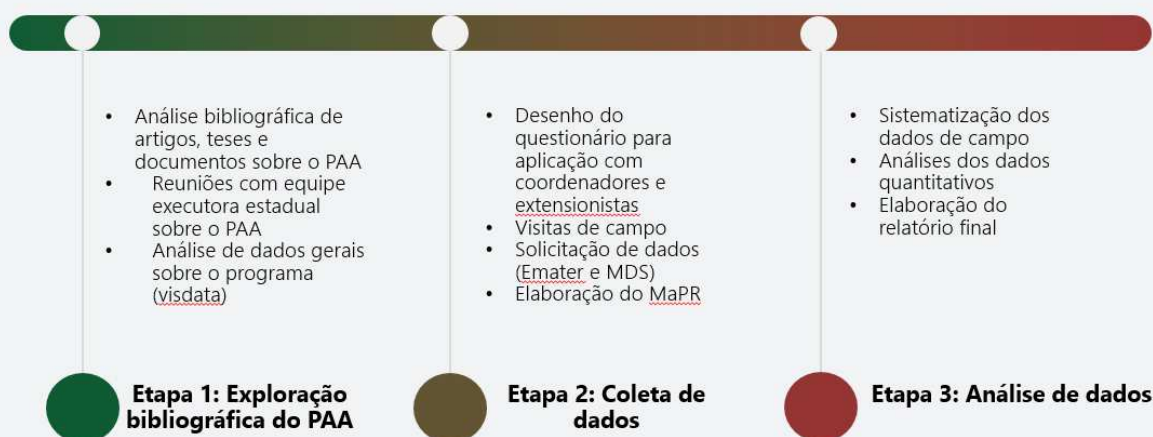 • Análise bibliográfica de
artigos, teses e
documentos sobre o PAA
• Reuniões com equipe
executora estadual
sobre o PAA
• Análise de dados gerais
sobre o programa
(visdata)
Etapa 1: Exploração
bibliográfica do PAA
• Desenho do
questionário para
aplicação com
coordenadores e
extensionistas
• Visitas de campo
• Solicitação de dados
(Emater e MDS)
• Elaboração do MaPR
Etapa 2: Coleta de
dados
• Sistematização dos
dados de campo
• Análises dos dados
quantitativos
• Elaboração do
relatório final
Etapa 3: Análise de dados